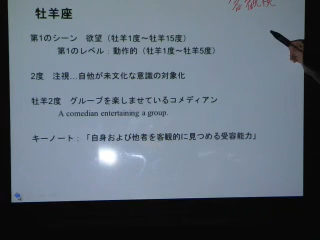 牡羊座
第1のシーン 欲望（牡羊1度〜牡羊15度）
第1のレベル：動作的（牡羊1度〜牡羊5度）
2度 注視…自他が未文化な意識の対象化
牡羊2度 グループを楽しませているコメディアン
A comedian entertaining a group.
キーノート：「自身および他者を客観的に見つめる受容能力」